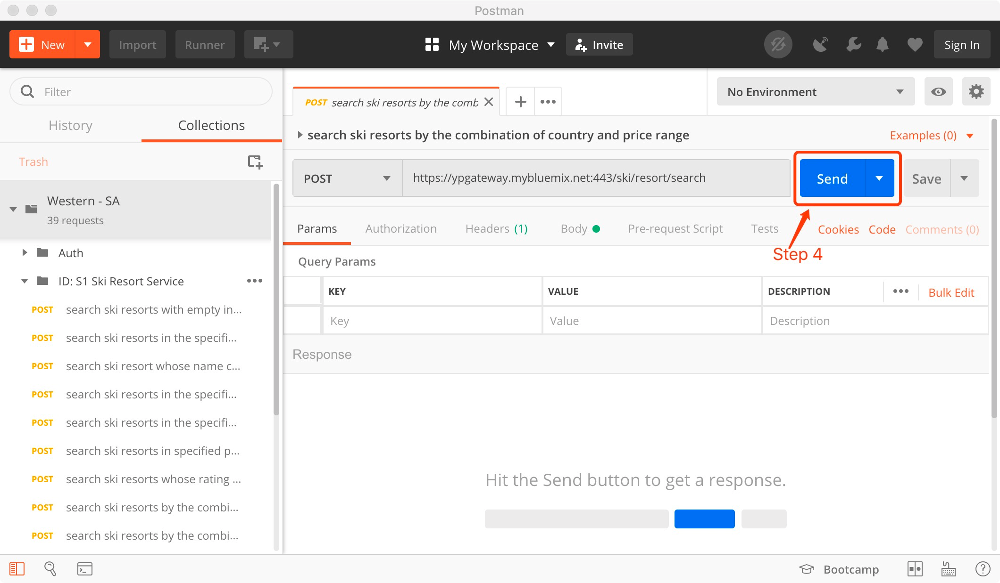 Postman
New
Import
Runner
My Workspace
Invite
Sign In
Filter
History
Collections
Trash
Western - SA
39 requests
Auth
ID: S1 Ski Resort Service
POST search ski resorts with empty in...
POST search ski resorts in the specifi...
POST search ski resort whose name c...
POST search ski resorts in the specifi...
POST search ski resorts in the specifi...
POST search ski resorts in specified p...
POST search ski resorts whose rating ...
POST search ski resorts by the combi...
POST search ski resorts by the combi...
POST search ski resorts by the comb
No Environment
search ski resorts by the combination of country and price range
Examples (0)
POST
https://ypgateway.mybluemix.net:443/ski/resort/search
Send
Save
Params
Authorization
Headers (1)
Body
Pre-request Script
Tests
Cookies
Code
Comments (0)
Step 4
Query Params
KEY
VALUE
DESCRIPTION
Bulk Edit
Key
Value
Description
Response
Hit the Send button to get a response.
Bootcamp